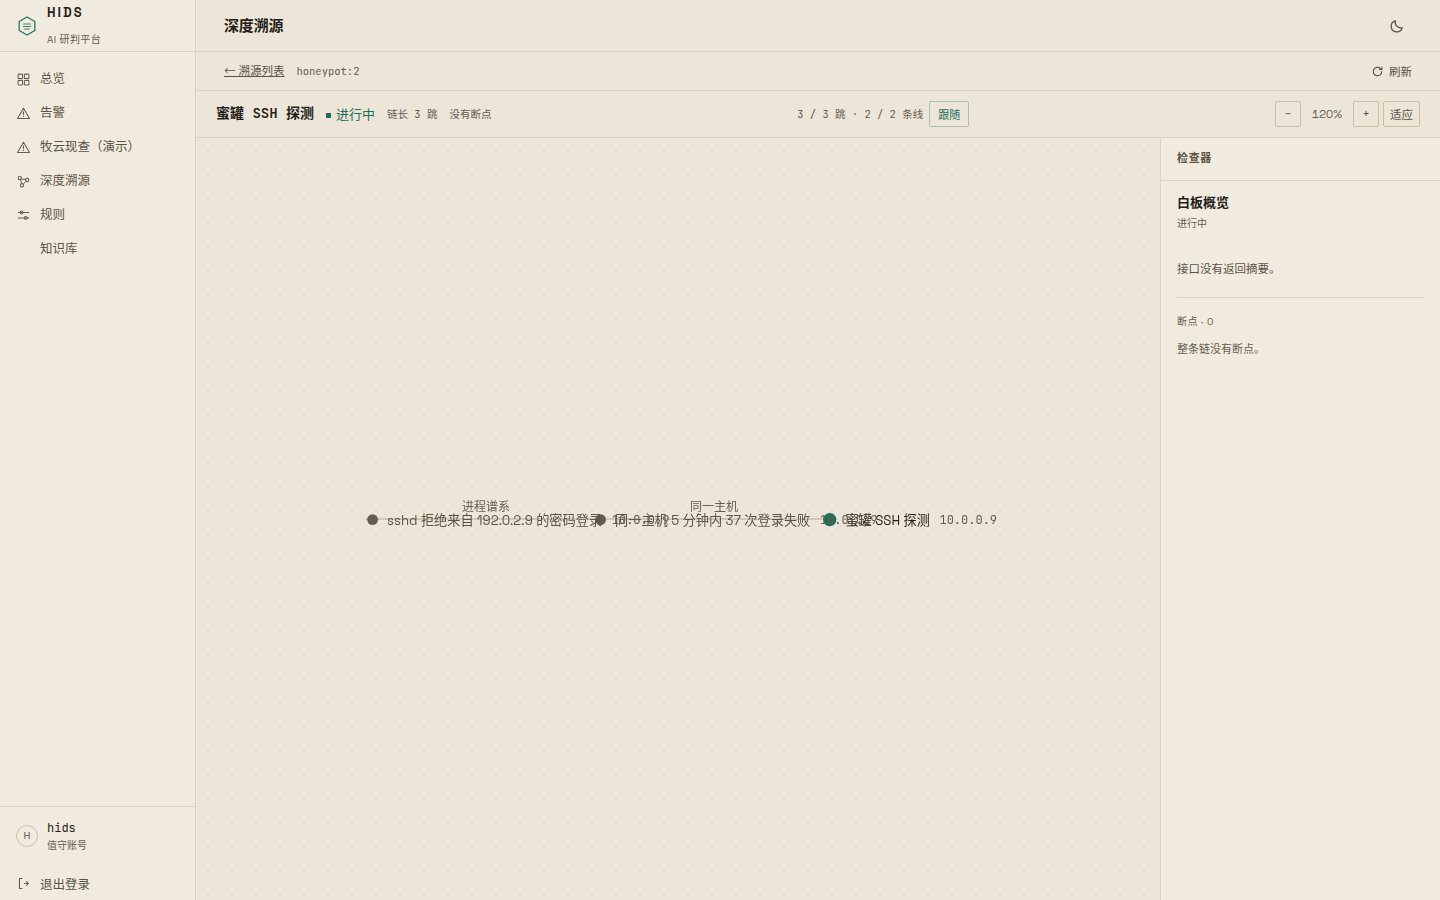 HIDS
AI 研判平台
总览
告警
牧云现查（演示）
深度溯源
规则
知识库
H
hids
值守账号
退出登录
深度溯源
← 溯源列表 honeypot:2
刷新
蜜罐 SSH 探测 进行中 链长 3 跳 没有断点
3 / 3 跳 · 2 / 2 条线 跟随
− 120% + 适应
进程谱系
同一主机
sshd 拒绝来自 192.0.2.9 的密码登录
同一主机 5 分钟内 37 次登录失败
蜜罐 SSH 探测 10.0.0.9
检查器
白板概览
进行中
接口没有返回摘要。
断点 · 0
整条链没有断点。